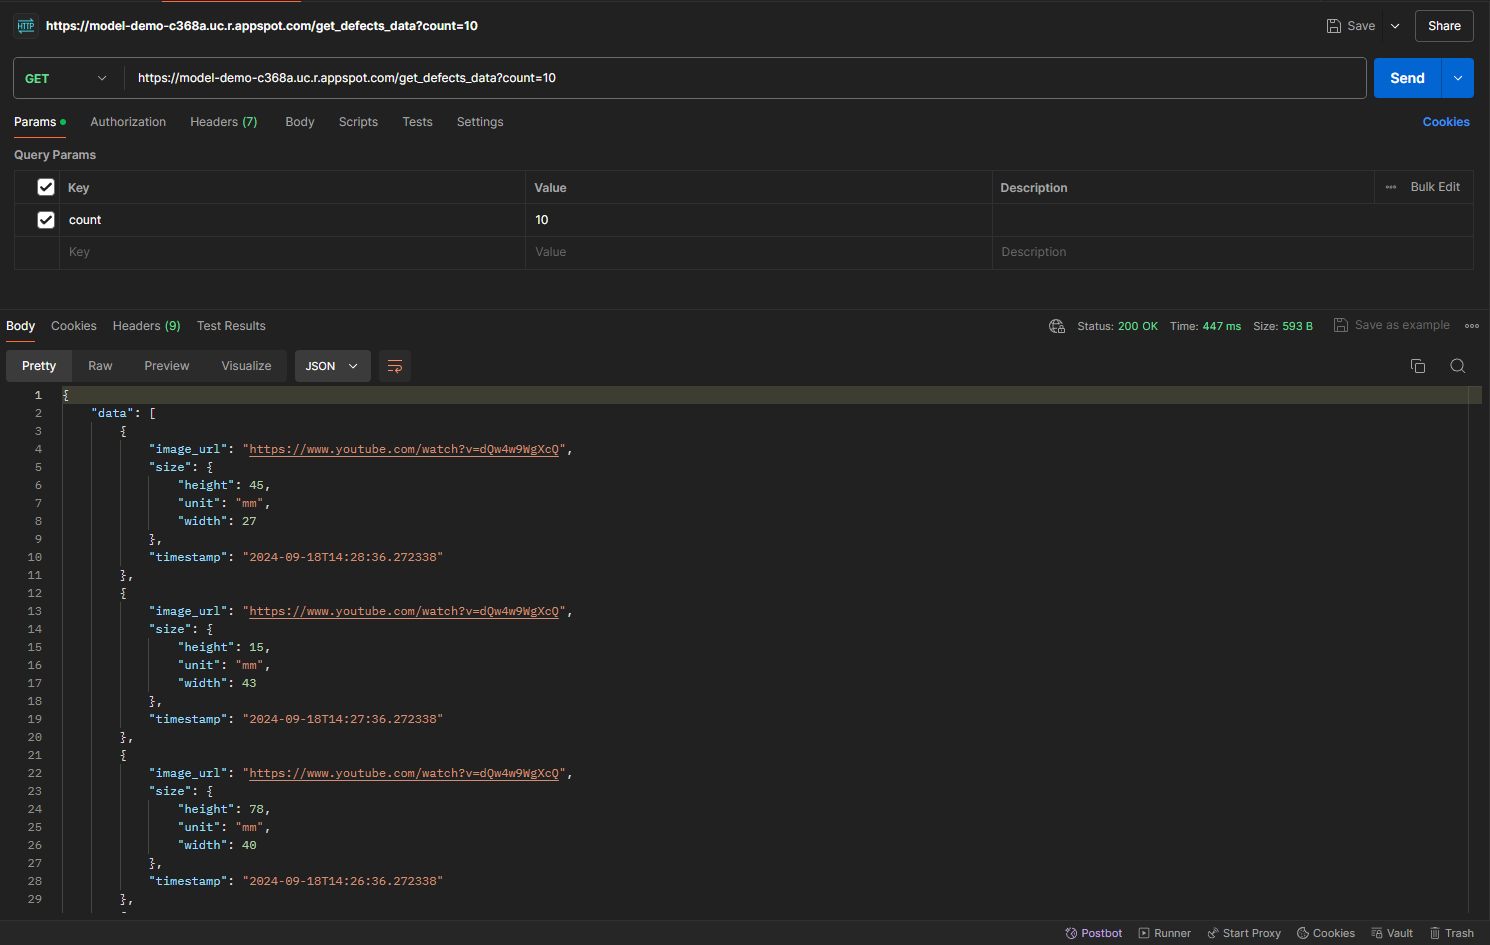 HTTP https://model-demo-c368a.uc.r.appspot.com/get_defects_data?count=10 Save Share
GET https://model-demo-c368a.uc.r.appspot.com/get_defects_data?count=10 Send
Params Authorization Headers (7) Body Scripts Tests Settings Cookies
Query Params
Key Value Description Bulk Edit
count 10
Key Value Description
Body Cookies Headers (9) Test Results Status: 200 OK Time: 447 ms Size: 593 B Save as example
Pretty Raw Preview Visualize JSON
1 {
2 "data": [
3 {
4 "image_url": "https://www.youtube.com/watch?v=dQw4w9WgXcQ",
5 "size": {
6 "height": 45,
7 "unit": "mm",
8 "width": 27
9 },
10 "timestamp": "2024-09-18T14:28:36.272338"
11 },
12 {
13 "image_url": "https://www.youtube.com/watch?v=dQw4w9WgXcQ",
14 "size": {
15 "height": 15,
16 "unit": "mm",
17 "width": 43
18 },
19 "timestamp": "2024-09-18T14:27:36.272338"
20 },
21 {
22 "image_url": "https://www.youtube.com/watch?v=dQw4w9WgXcQ",
23 "size": {
24 "height": 78,
25 "unit": "mm",
26 "width": 40
27 },
28 "timestamp": "2024-09-18T14:26:36.272338"
29 },
Postbot Runner Start Proxy Cookies Vault Trash